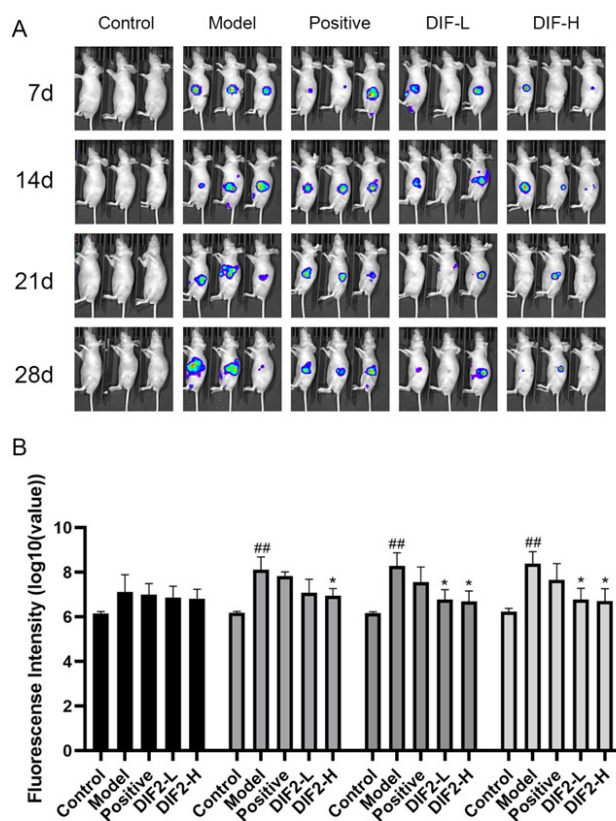 A
Control Model Positive DIF-L DIF-H
7d
14d
21d
28d
B
Fluorescense Intensity (log10(value))
10
8
6
4
2
0
## ## ##
* * * * *
Control Model Positive DIF2-L DIF2-H Control Model Positive DIF2-L DIF2-H Control Model Positive DIF2-L DIF2-H Control Model Positive DIF2-L DIF2-H